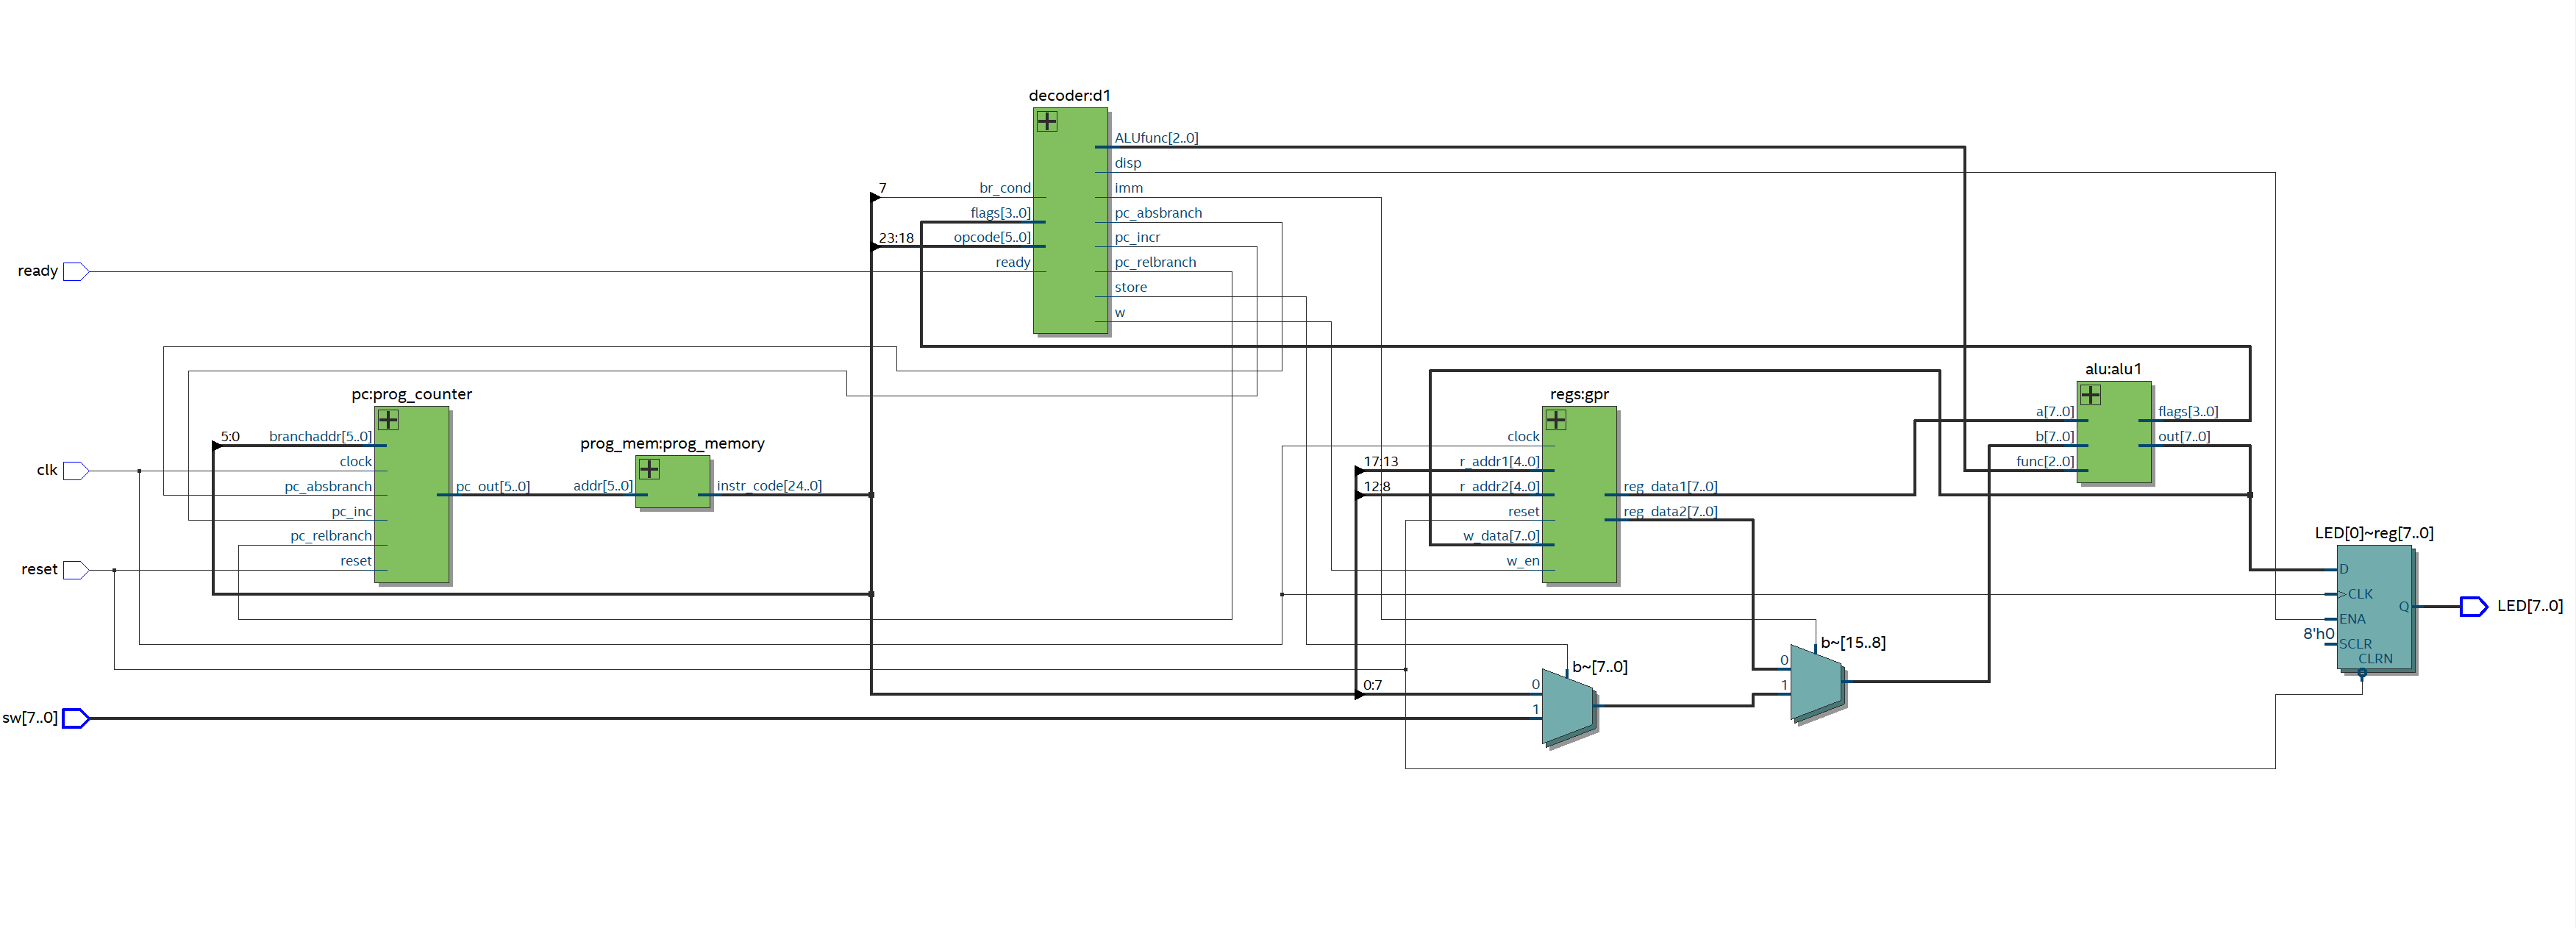 decoder:d1
ALUfunc[2..0]
disp
7
br_cond
imm
flags[3..0]
pc_absbranch
23:18
opcode[5..0]
pc_incr
ready
ready
pc_relbranch
store
w
alu:alu1
pc:prog_counter
regs:gpr
a[7..0]
flags[3..0]
5:0
branchaddr[5..0]
prog_mem:prog_memory
clock
b[7..0]
out[7..0]
clk
clock
17:13
r_addr1[4..0]
func[2..0]
pc_absbranch
pc_out[5..0]
addr[5..0]
instr_code[24..0]
12:8
r_addr2[4..0]
reg_data1[7..0]
pc_inc
reset
reg_data2[7..0]
pc_relbranch
w_data[7..0]
LED[0]~reg[7..0]
reset
reset
w_en
D
CLK
Q
LED[7..0]
ENA
8'h0
SCLR
b~[15..8]
CLRN
b~[7..0]
0
1
0:7
0
1
sw[7..0]